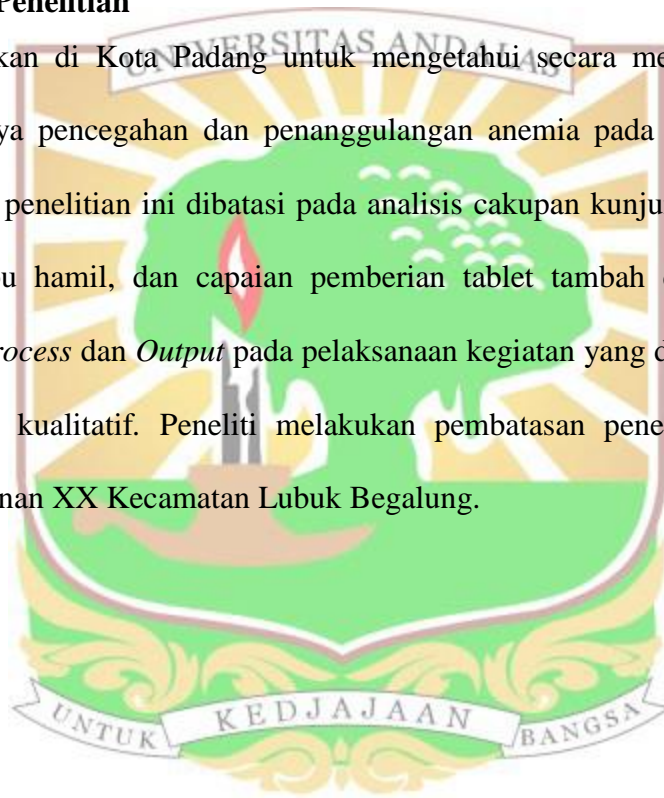 Penelitian
kan di Kota Padang untuk mengetahui secara me
UNIVERSITAS ANDALAS
ya pencegahan dan penanggulangan anemia pada
penelitian ini dibatasi pada analisis cakupan kunju
u hamil, dan capaian pemberian tablet tambah
rocess dan Output pada pelaksanaan kegiatan yang d
kualitatif. Peneliti melakukan pembatasan pene
nan XX Kecamatan Lubuk Begalung.
UNTUK KEDJAJAAN BANGSA